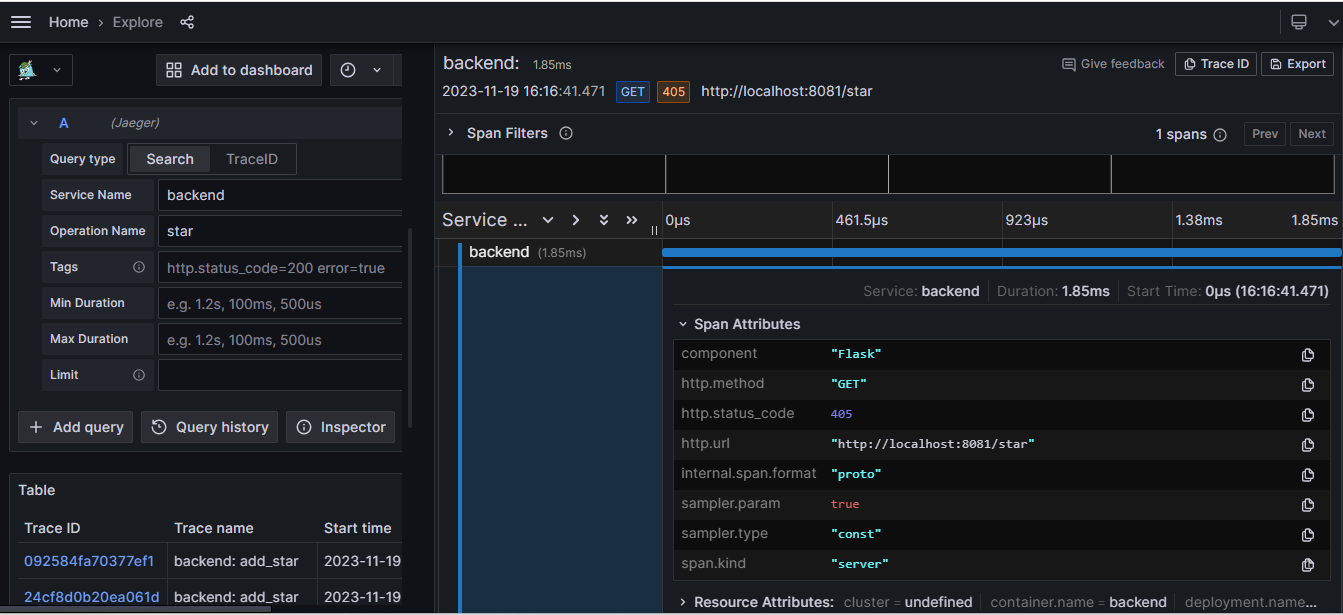 Home › Explore
Add to dashboard
A (Jaeger)
Query type Search TraceID
Service Name backend
Operation Name star
Tags http.status_code=200 error=true
Min Duration e.g. 1.2s, 100ms, 500us
Max Duration e.g. 1.2s, 100ms, 500us
Limit
+ Add query Query history Inspector
Table
Trace ID Trace name Start time
092584fa70377ef1 backend: add_star 2023-11-19
24cf8d0b20ea061d backend: add_star 2023-11-19
backend: 1.85ms
Give feedback Trace ID Export
2023-11-19 16:16:41.471 GET 405 http://localhost:8081/star
Span Filters 1 spans Prev Next
Service ... 0µs 461.5µs 923µs 1.38ms 1.85ms
backend (1.85ms)
Service: backend Duration: 1.85ms Start Time: 0µs (16:16:41.471)
Span Attributes
component "Flask"
http.method "GET"
http.status_code 405
http.url "http://localhost:8081/star"
internal.span.format "proto"
sampler.param true
sampler.type "const"
span.kind "server"
Resource Attributes: cluster = undefined container.name = backend deployment.name...